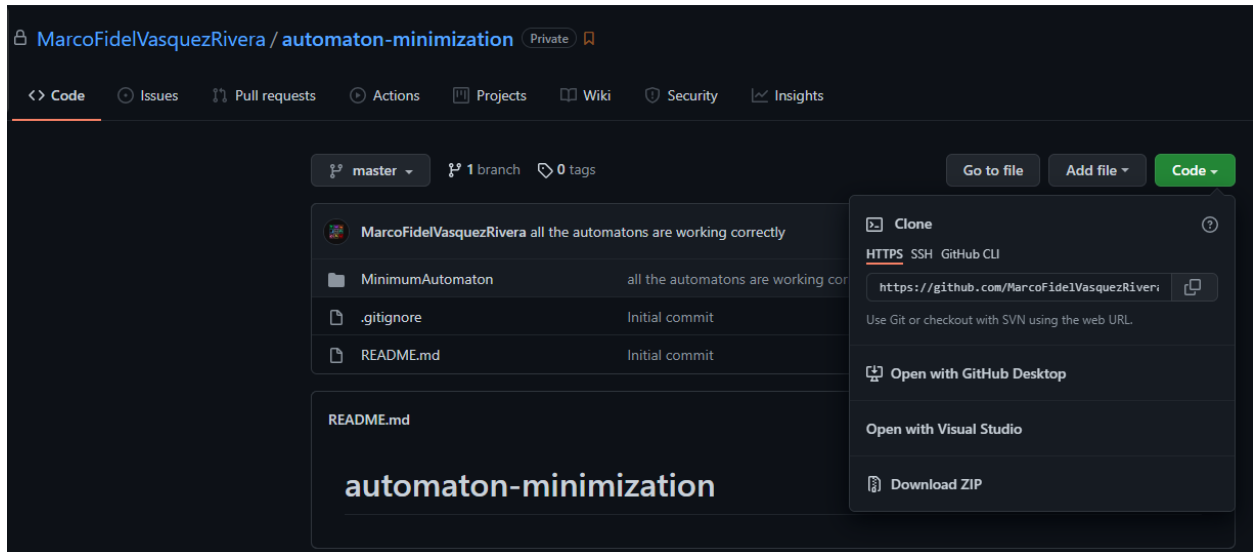 MarcoFidelVasquezRivera / automaton-minimization Private
<> Code Issues Pull requests Actions Projects Wiki Security Insights
master 1 branch 0 tags Go to file Add file Code
MarcoFidelVasquezRivera all the automatons are working correctly
MinimumAutomaton all the automatons are working cor
.gitignore Initial commit
README.md Initial commit
README.md
automaton-minimization
Clone
HTTPS SSH GitHub CLI
https://github.com/MarcoFidelVasquezRivera
Use Git or checkout with SVN using the web URL.
Open with GitHub Desktop
Open with Visual Studio
Download ZIP